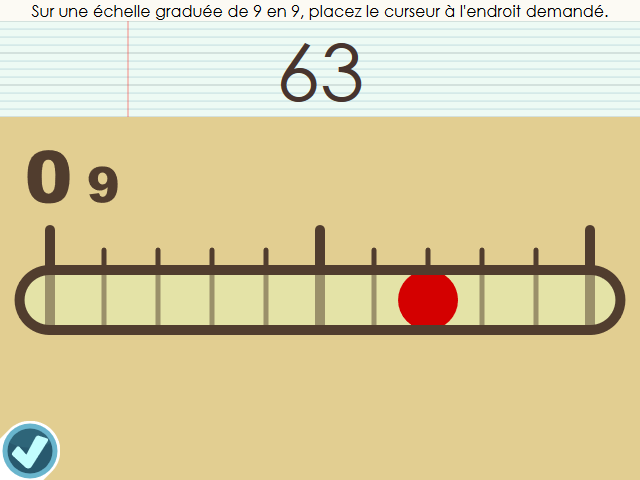 Sur une échelle graduée de 9 en 9, placez le curseur à l'endroit demandé.
63
0 9